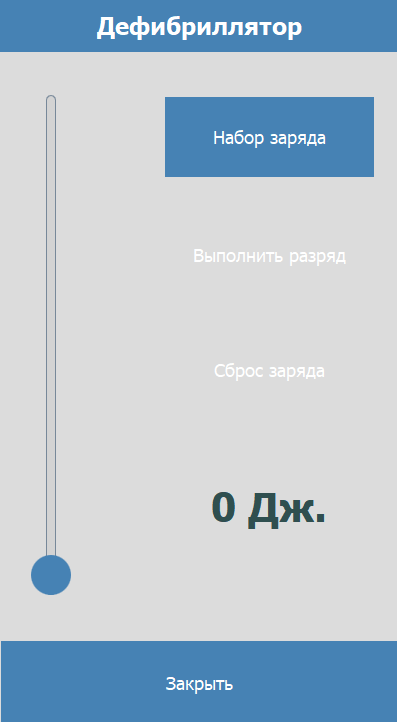 Дефибриллятор
Набор заряда
Выполнить разряд
Сброс заряда
0 Дж.
Закрыть